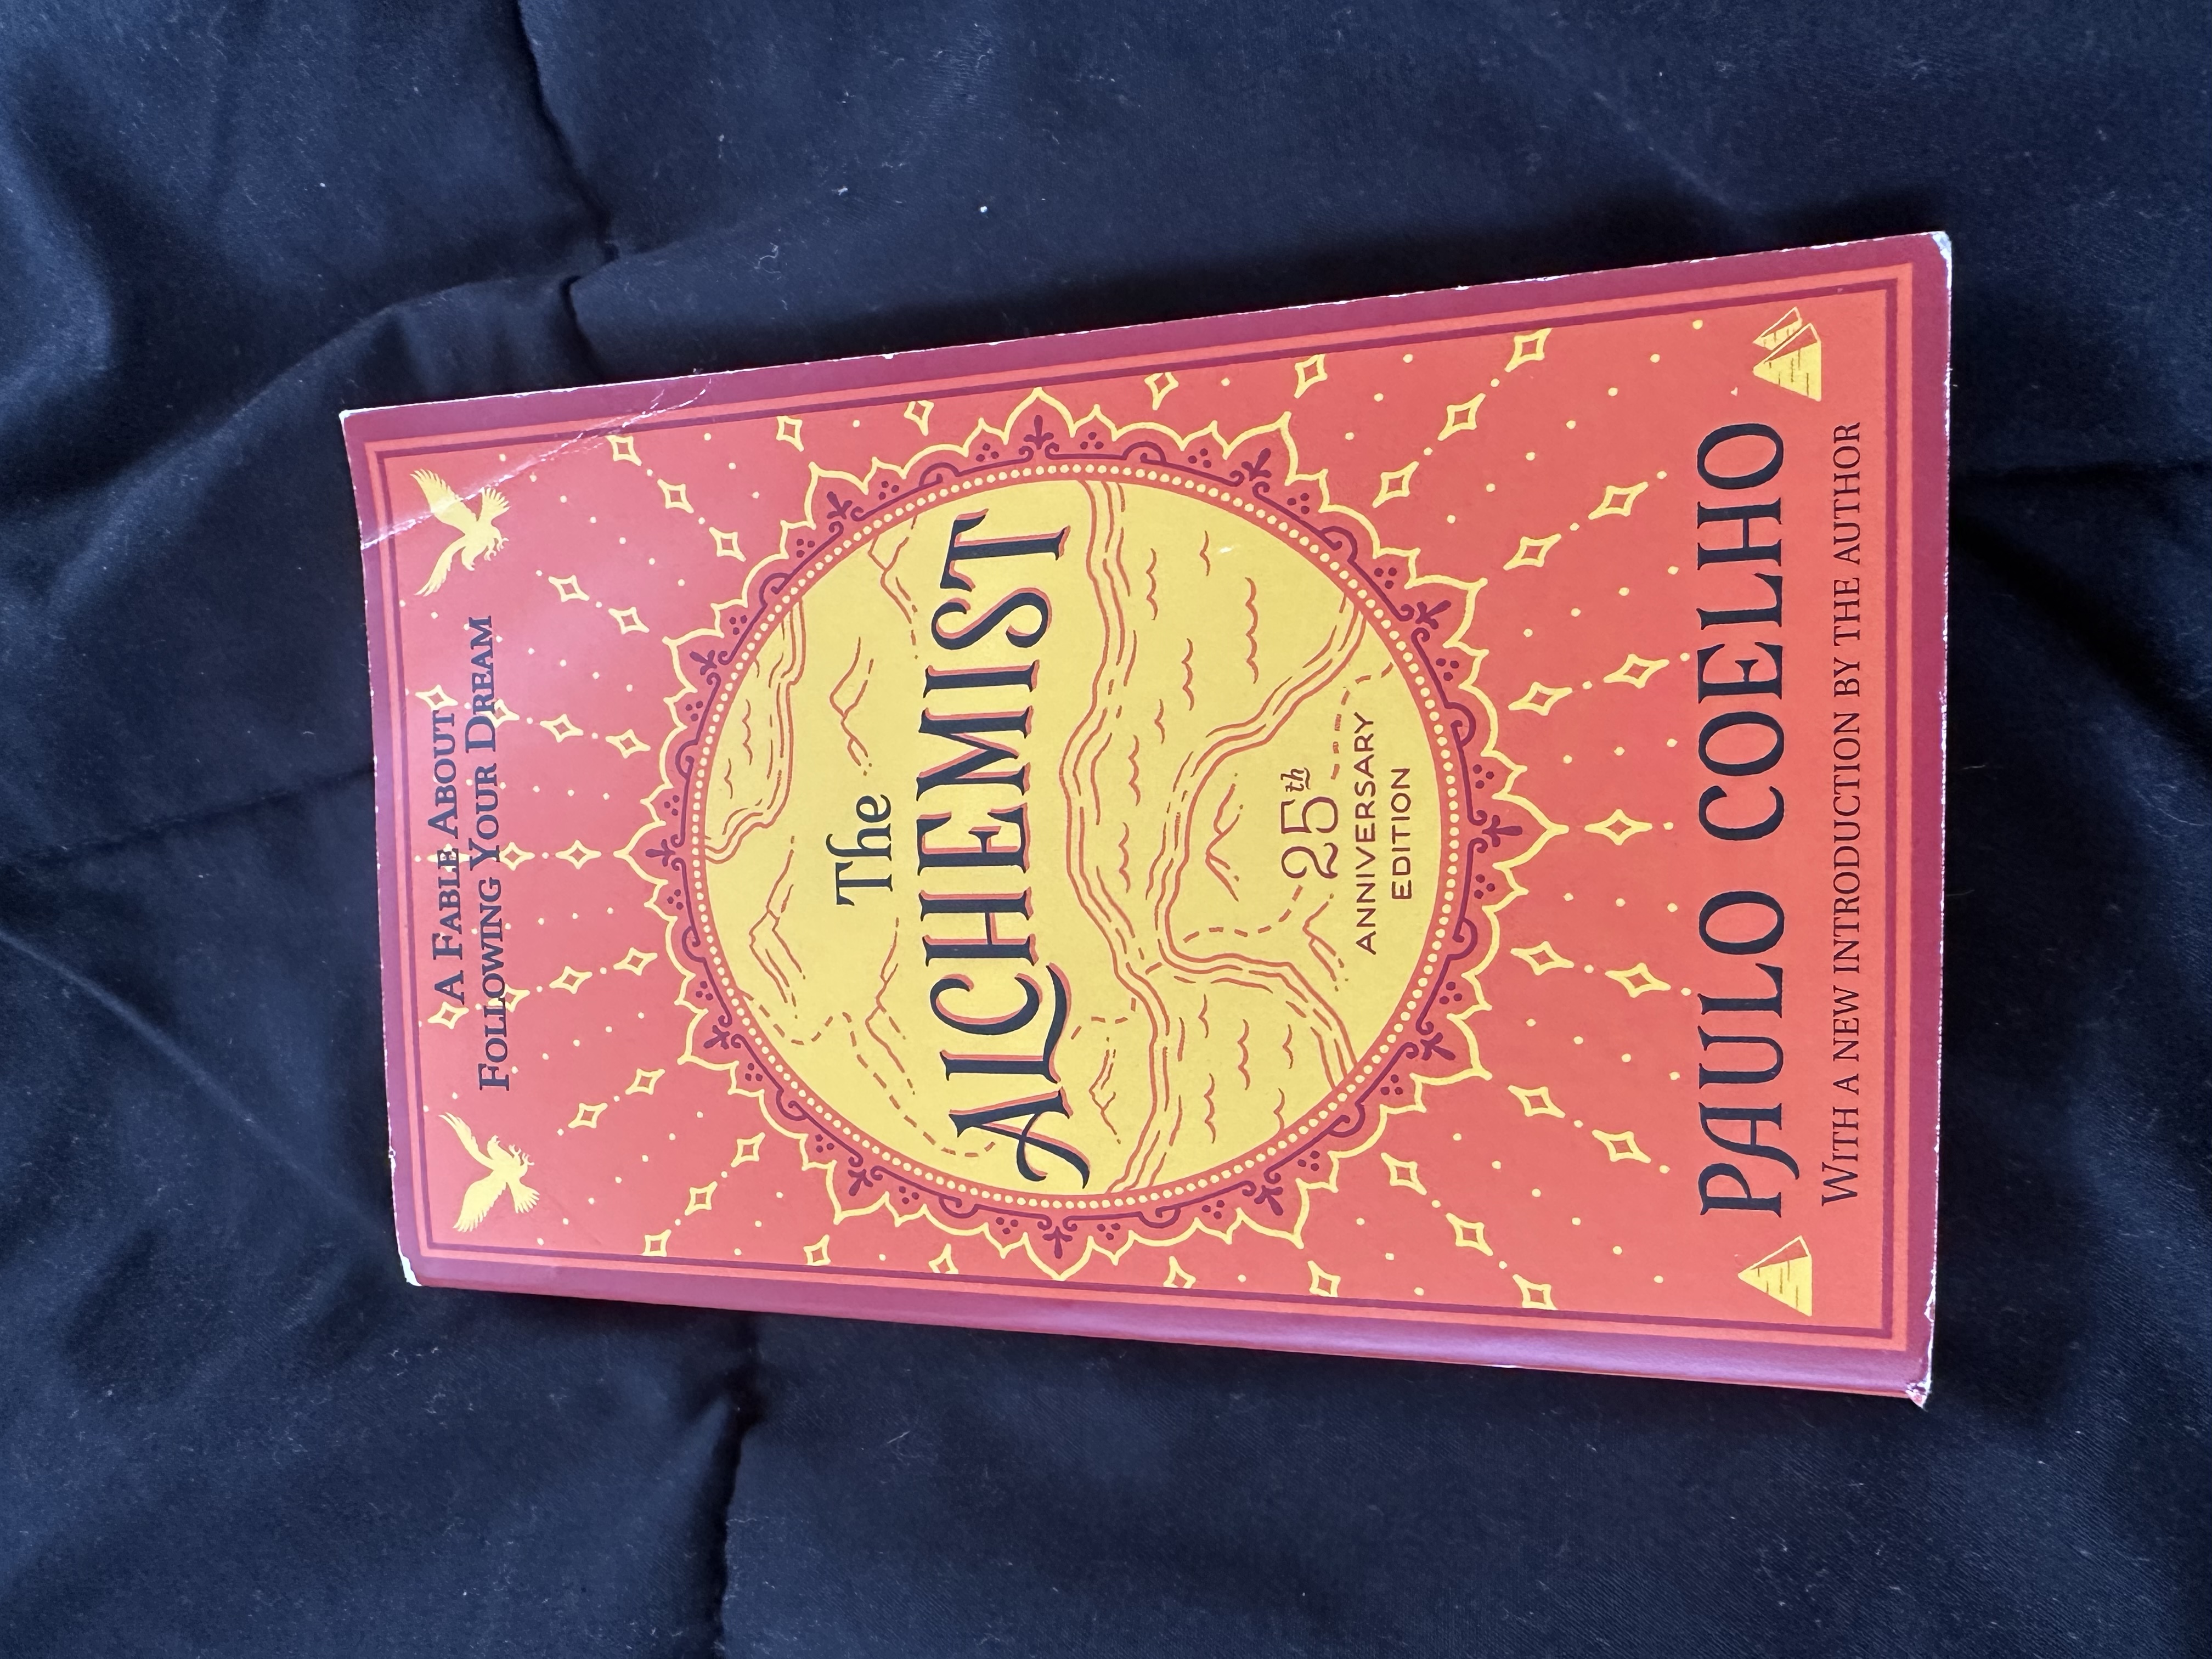 A Fable About
Following Your Dream
The
ALCHEMIST
25th
ANNIVERSARY
EDITION
PAULO COELHO
With a new introduction by the author